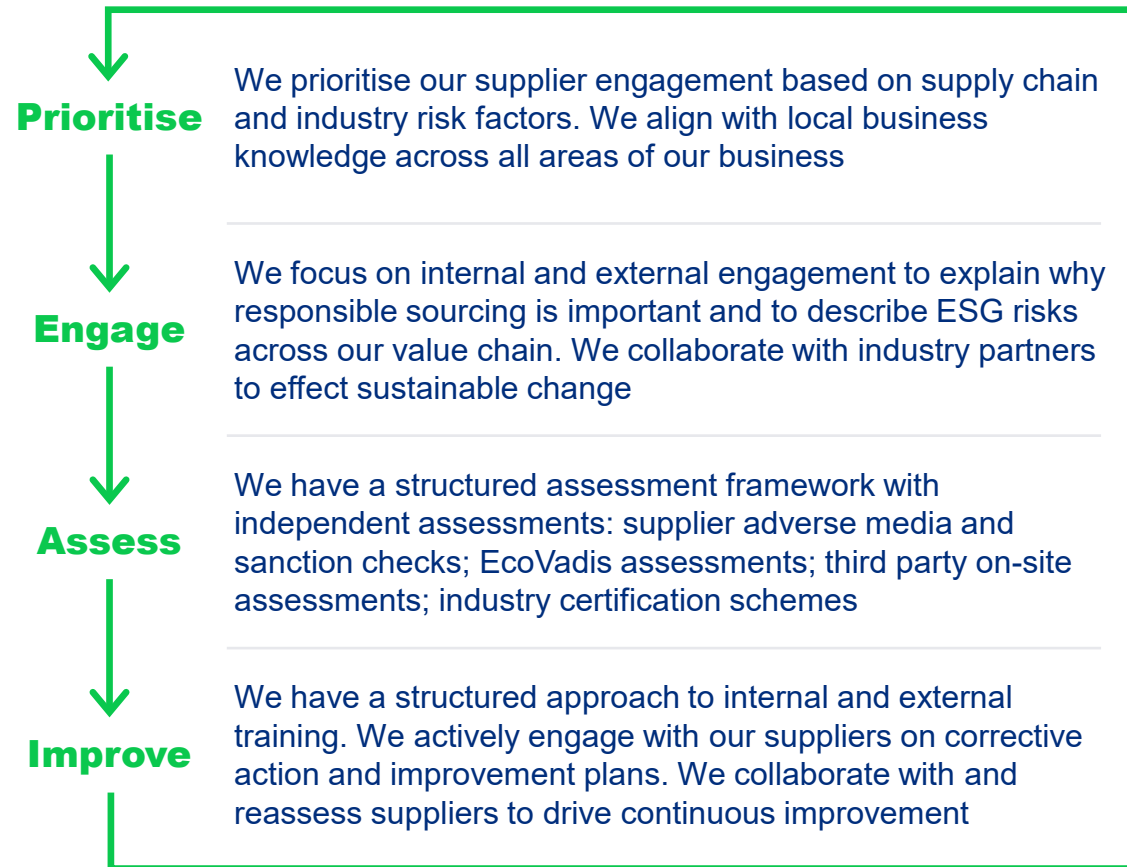 Prioritise
We prioritise our supplier engagement based on supply chain
and industry risk factors. We align with local business
knowledge across all areas of our business
Engage
We focus on internal and external engagement to explain why
responsible sourcing is important and to describe ESG risks
across our value chain. We collaborate with industry partners
to effect sustainable change
Assess
We have a structured assessment framework with
independent assessments: supplier adverse media and
sanction checks; EcoVadis assessments; third party on-site
assessments; industry certification schemes
Improve
We have a structured approach to internal and external
training. We actively engage with our suppliers on corrective
action and improvement plans. We collaborate with and
reassess suppliers to drive continuous improvement